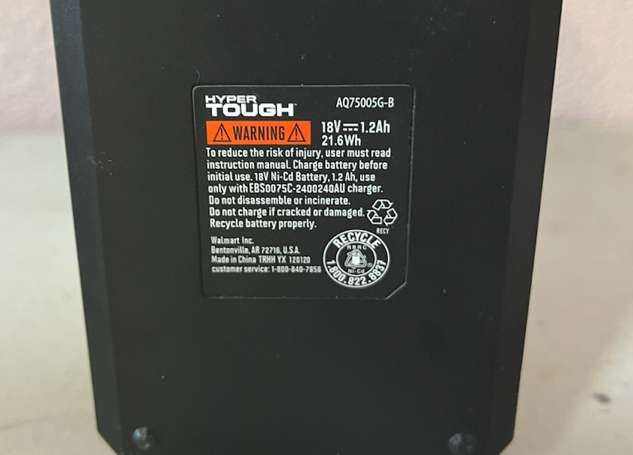 HYPER
TOUGH
AQ75005G-B
WARNING
18V⎓1.2Ah
21.6Wh
To reduce the risk of injury, user must read
instruction manual. Charge battery before
initial use. 18V Ni-Cd Battery, 1.2 Ah, use
only with EBS0075C-2400240AU charger.
Do not disassemble or incinerate.
Do not charge if cracked or damaged.
Recycle battery properly.
RECY
Walmart Inc.
Bentonville, AR 72716, U.S.A.
Made in China TRHH YX 120120
customer service: 1-800-840-7856
RECYCLE
RBRC
Ni-Cd
1.800.822.8837